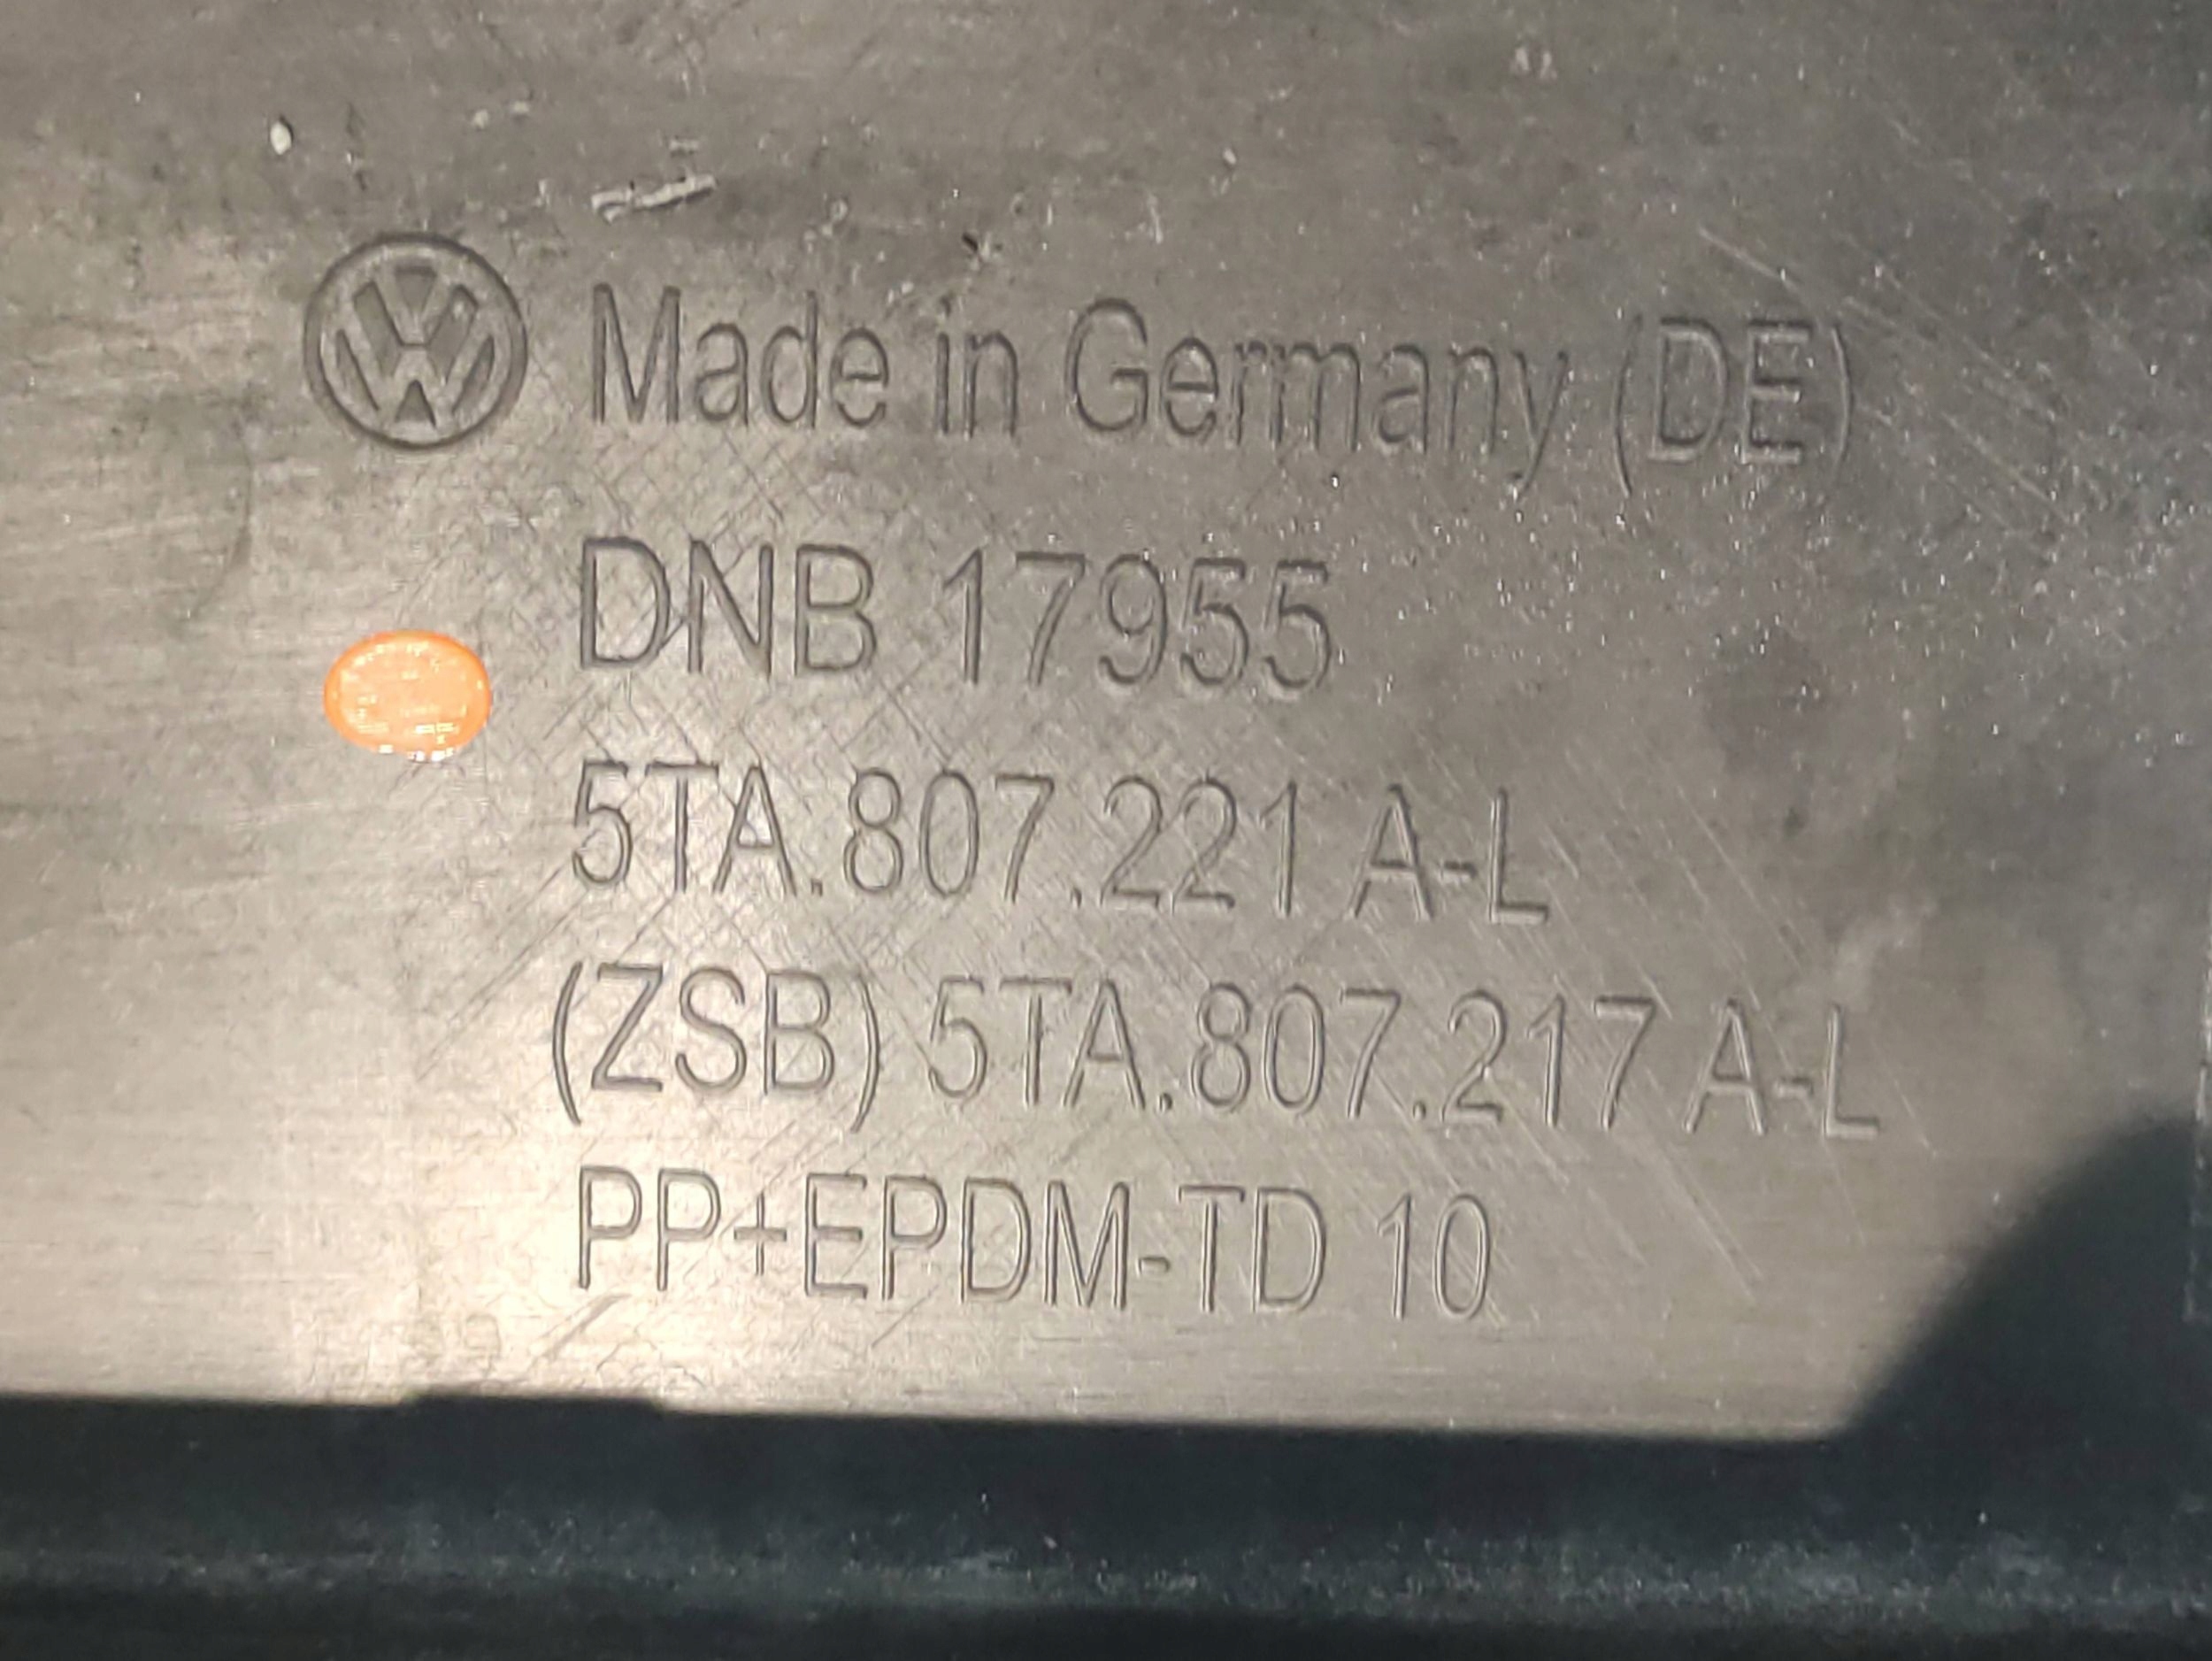 Made in Germany (DE)
DNB 17955
5TA.807.221 A-L
(ZSB) 5TA.807.217 A-L
PP+EPDM-TD 10